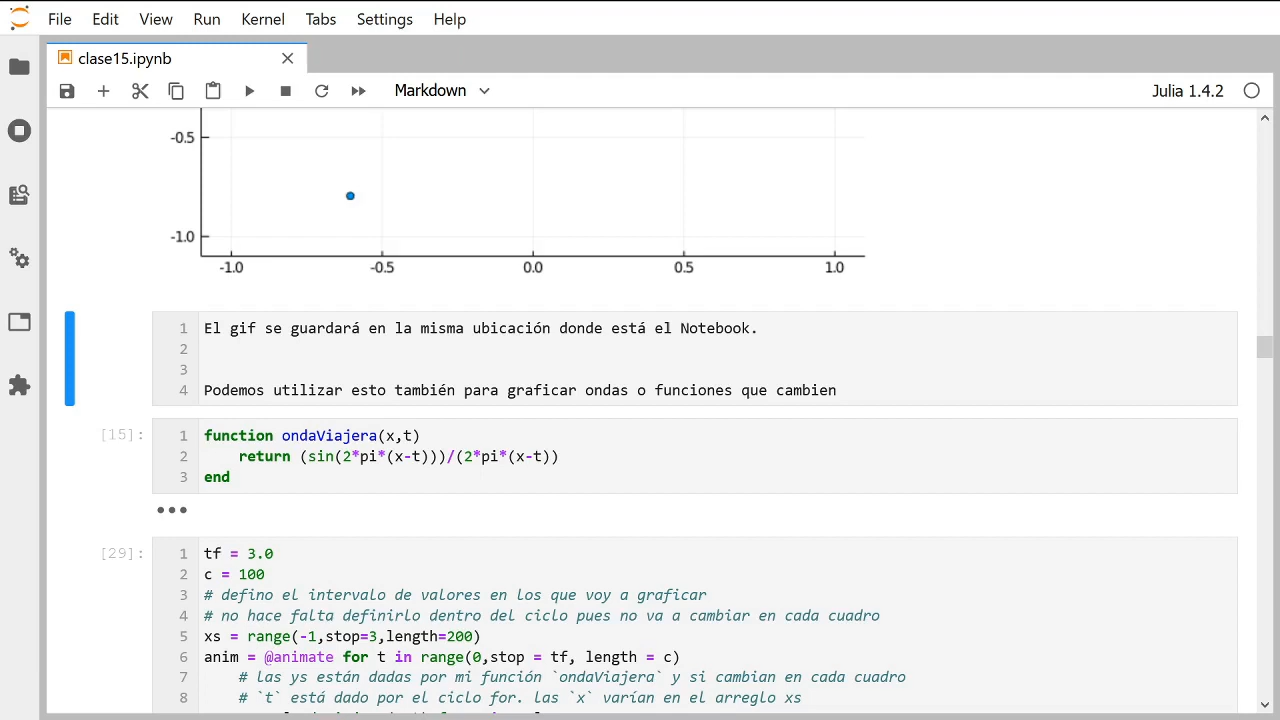 File Edit View Run Kernel Tabs Settings Help
clase15.ipynb
Markdown Julia 1.4.2
-0.5
-1.0
-1.0 -0.5 0.0 0.5 1.0
1 El gif se guardará en la misma ubicación donde está el Notebook.
2
3
4 Podemos utilizar esto también para graficar ondas o funciones que cambien
[15]: 1 function ondaViajera(x,t)
2 return (sin(2*pi*(x-t)))/(2*pi*(x-t))
3 end
[29]: 1 tf = 3.0
2 c = 100
3 # defino el intervalo de valores en los que voy a graficar
4 # no hace falta definirlo dentro del ciclo pues no va a cambiar en cada cuadro
5 xs = range(-1,stop=3,length=200)
6 anim = @animate for t in range(0,stop = tf, length = c)
7 # las ys están dadas por mi función `ondaViajera` y si cambian en cada cuadro
8 # `t` está dado por el ciclo for. las `x` varían en el arreglo xs